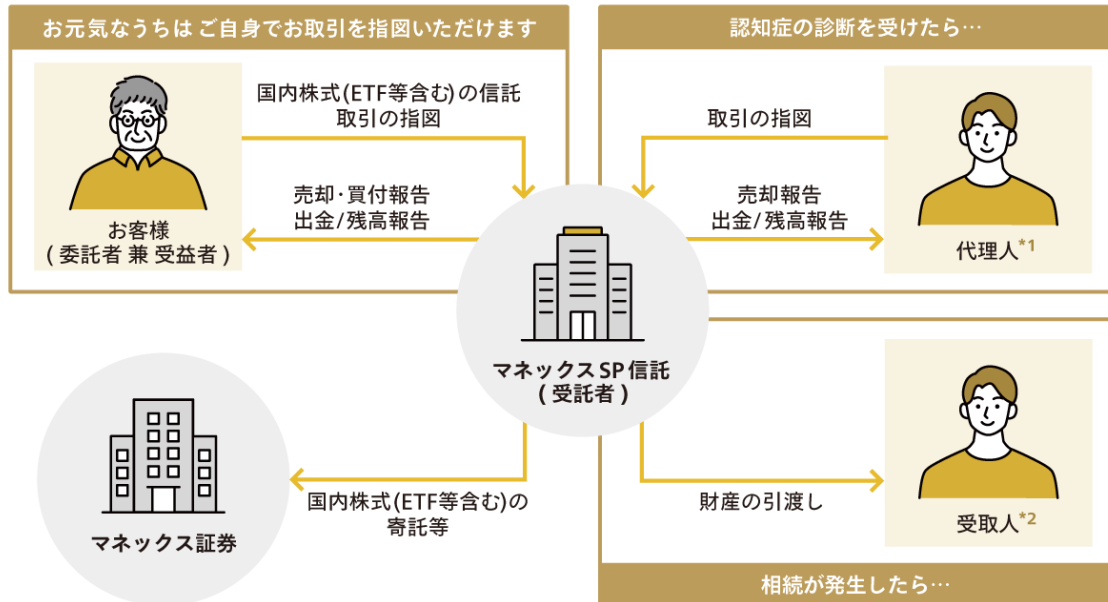 お元気なうちは ご自身でお取引を指図いただけます
国内株式(ETF等含む)の信託
取引の指図
売却・買付報告
出金/残高報告
お客様
(委託者 兼 受益者)
認知症の診断を受けたら…
取引の指図
売却報告
出金/残高報告
代理人*1
マネックスSP信託
(受託者)
マネックス証券
国内株式(ETF等含む)の
寄託等
財産の引渡し
受取人*2
相続が発生したら…